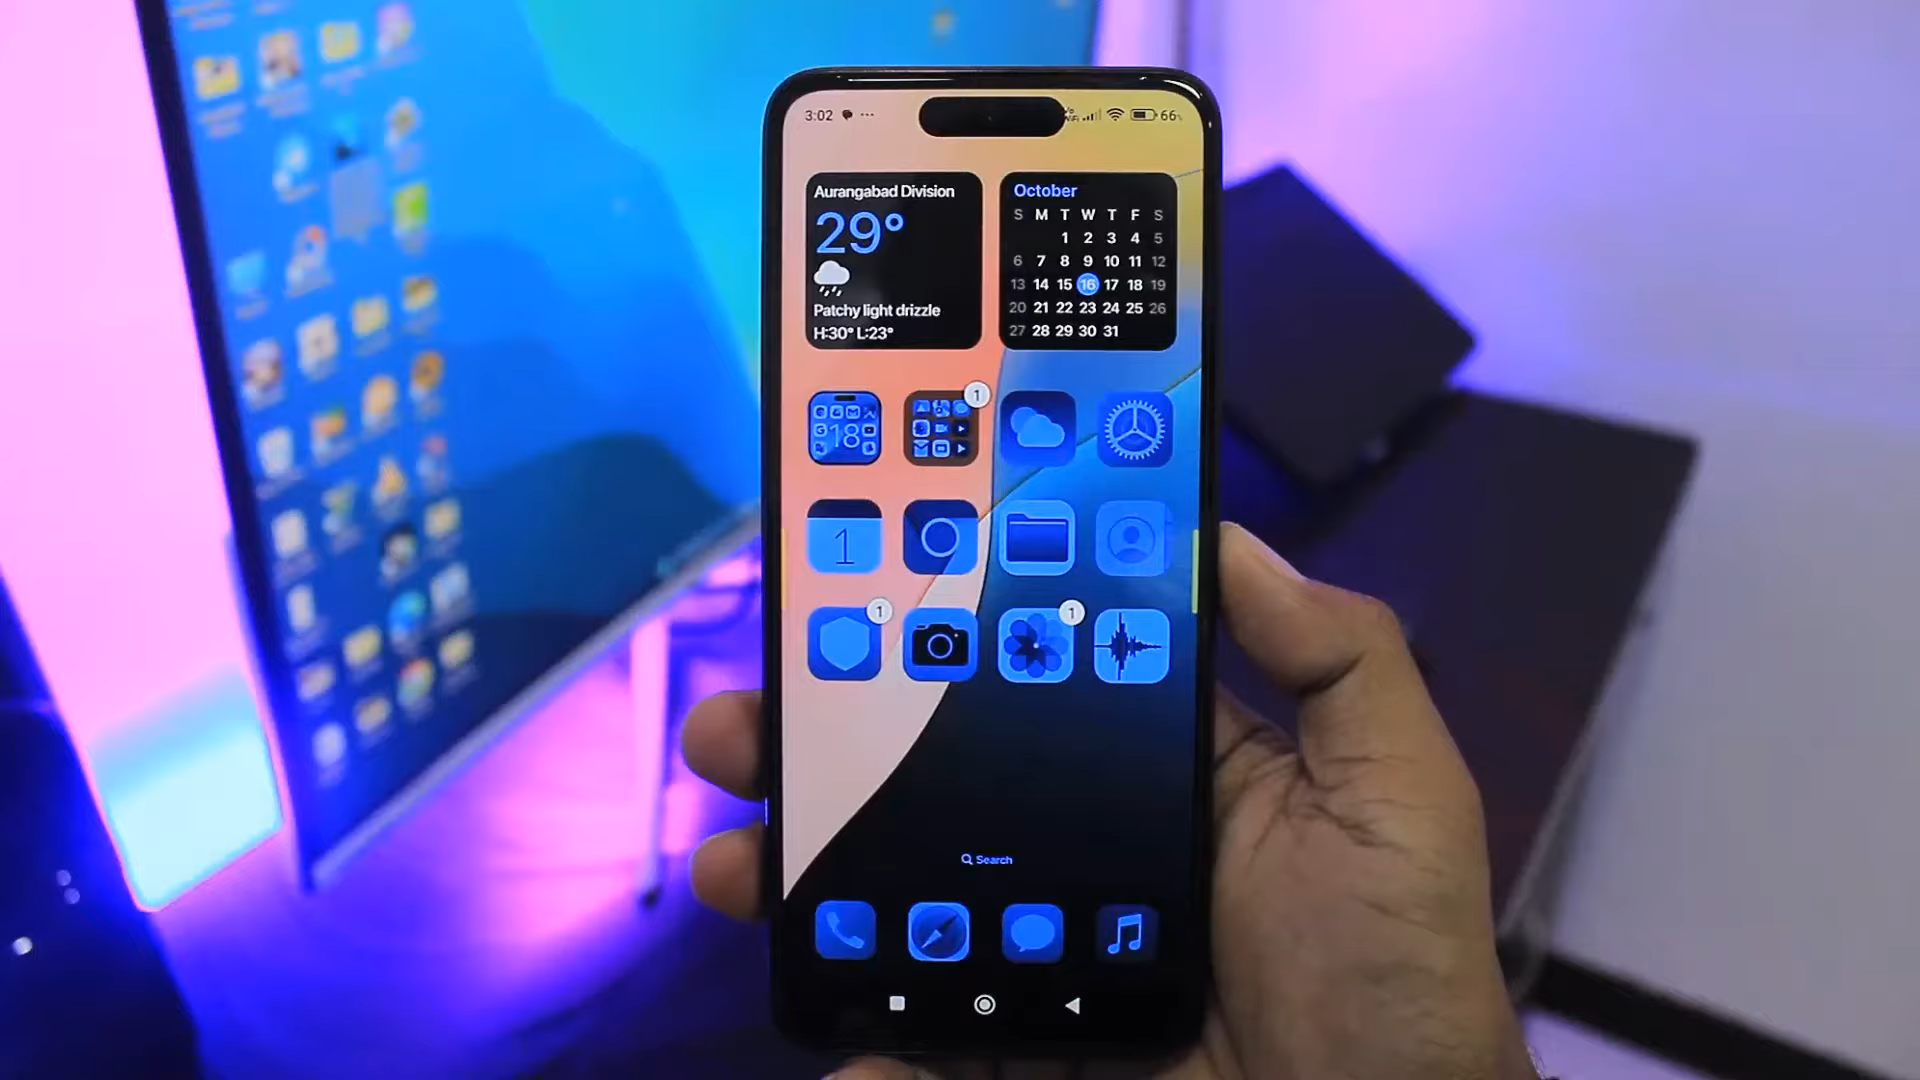 3:02
Vo
WiFi
66
Aurangabad Division
29°
Patchy light drizzle
H:30° L:23°
October
S M T W T F S
1 2 3 4 5
6 7 8 9 10 11 12
13 14 15 16 17 18 19
20 21 22 23 24 25 26
27 28 29 30 31
18
1
1
1
1
Search